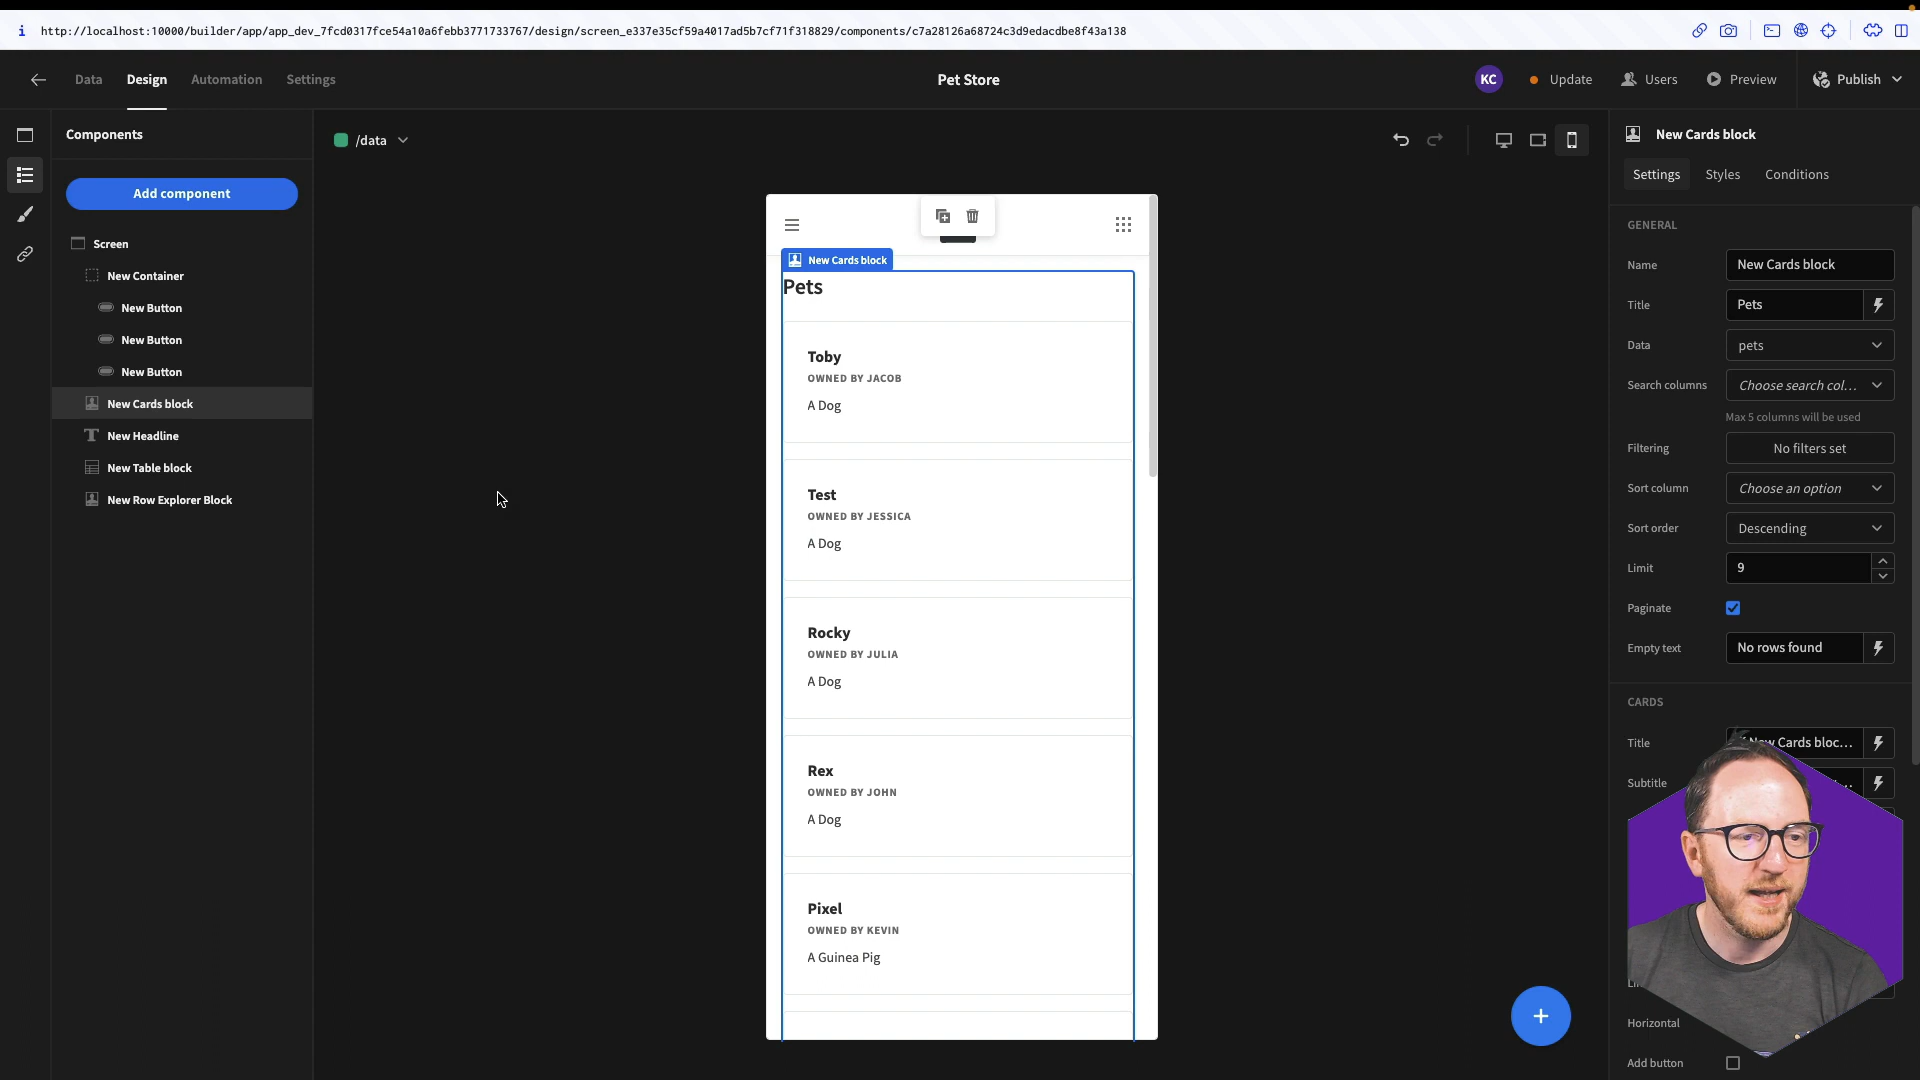 http://localhost:10000/builder/app/app_dev_7fcd0317fce54a10a6febb3771733767/design/screen_e337e35cf59a4017ad5b7cf71f318829/components/c7a28126a68724c3d9edacdbe8f43a138
Data
Design
Automation
Settings
Pet Store
KC
Update
Users
Preview
Publish
Components
Add component
Screen
New Container
New Button
New Button
New Button
New Cards block
New Headline
New Table block
New Row Explorer Block
/data
New Cards block
Pets
Toby
OWNED BY JACOB
A Dog
Test
OWNED BY JESSICA
A Dog
Rocky
OWNED BY JULIA
A Dog
Rex
OWNED BY JOHN
A Dog
Pixel
OWNED BY KEVIN
A Guinea Pig
New Cards block
Settings
Styles
Conditions
GENERAL
Name
New Cards block
Title
Pets
Data
pets
Search columns
Choose search col...
Max 5 columns will be used
Filtering
No filters set
Sort column
Choose an option
Sort order
Descending
Limit
9
Paginate
Empty text
No rows found
CARDS
Title
New Cards bloc...
Subtitle
Horizontal
Add button